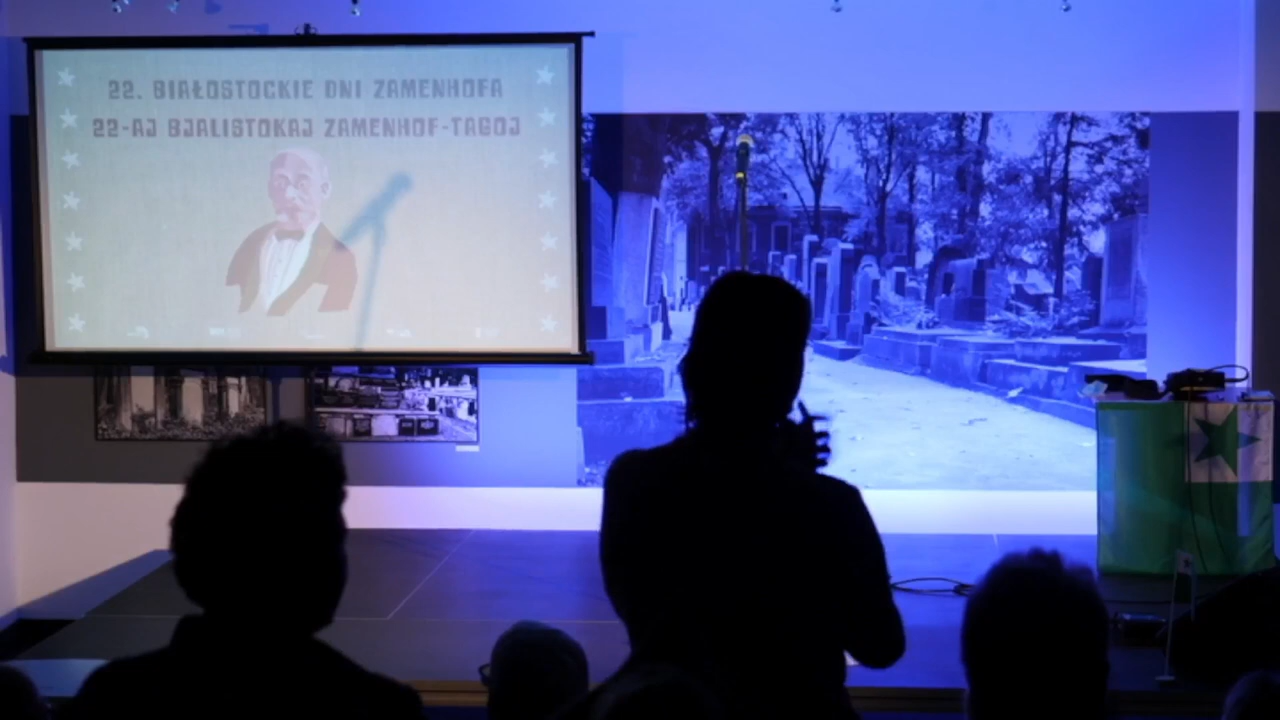 22. BIAŁOSTOCKIE DNI ZAMENHOFA
22-AJ BJALISTOKAJ ZAMENHOF-TAGOJ